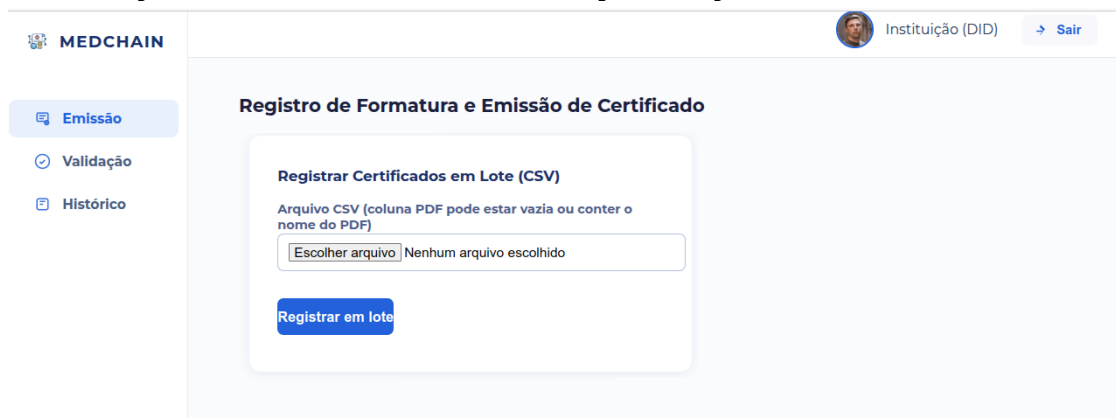 MEDCHAIN
Instituição (DID)
Sair
Emissão
Validação
Histórico
Registro de Formatura e Emissão de Certificado
Registrar Certificados em Lote (CSV)
Arquivo CSV (coluna PDF pode estar vazia ou conter o
nome do PDF)
Escolher arquivo Nenhum arquivo escolhido
Registrar em lote